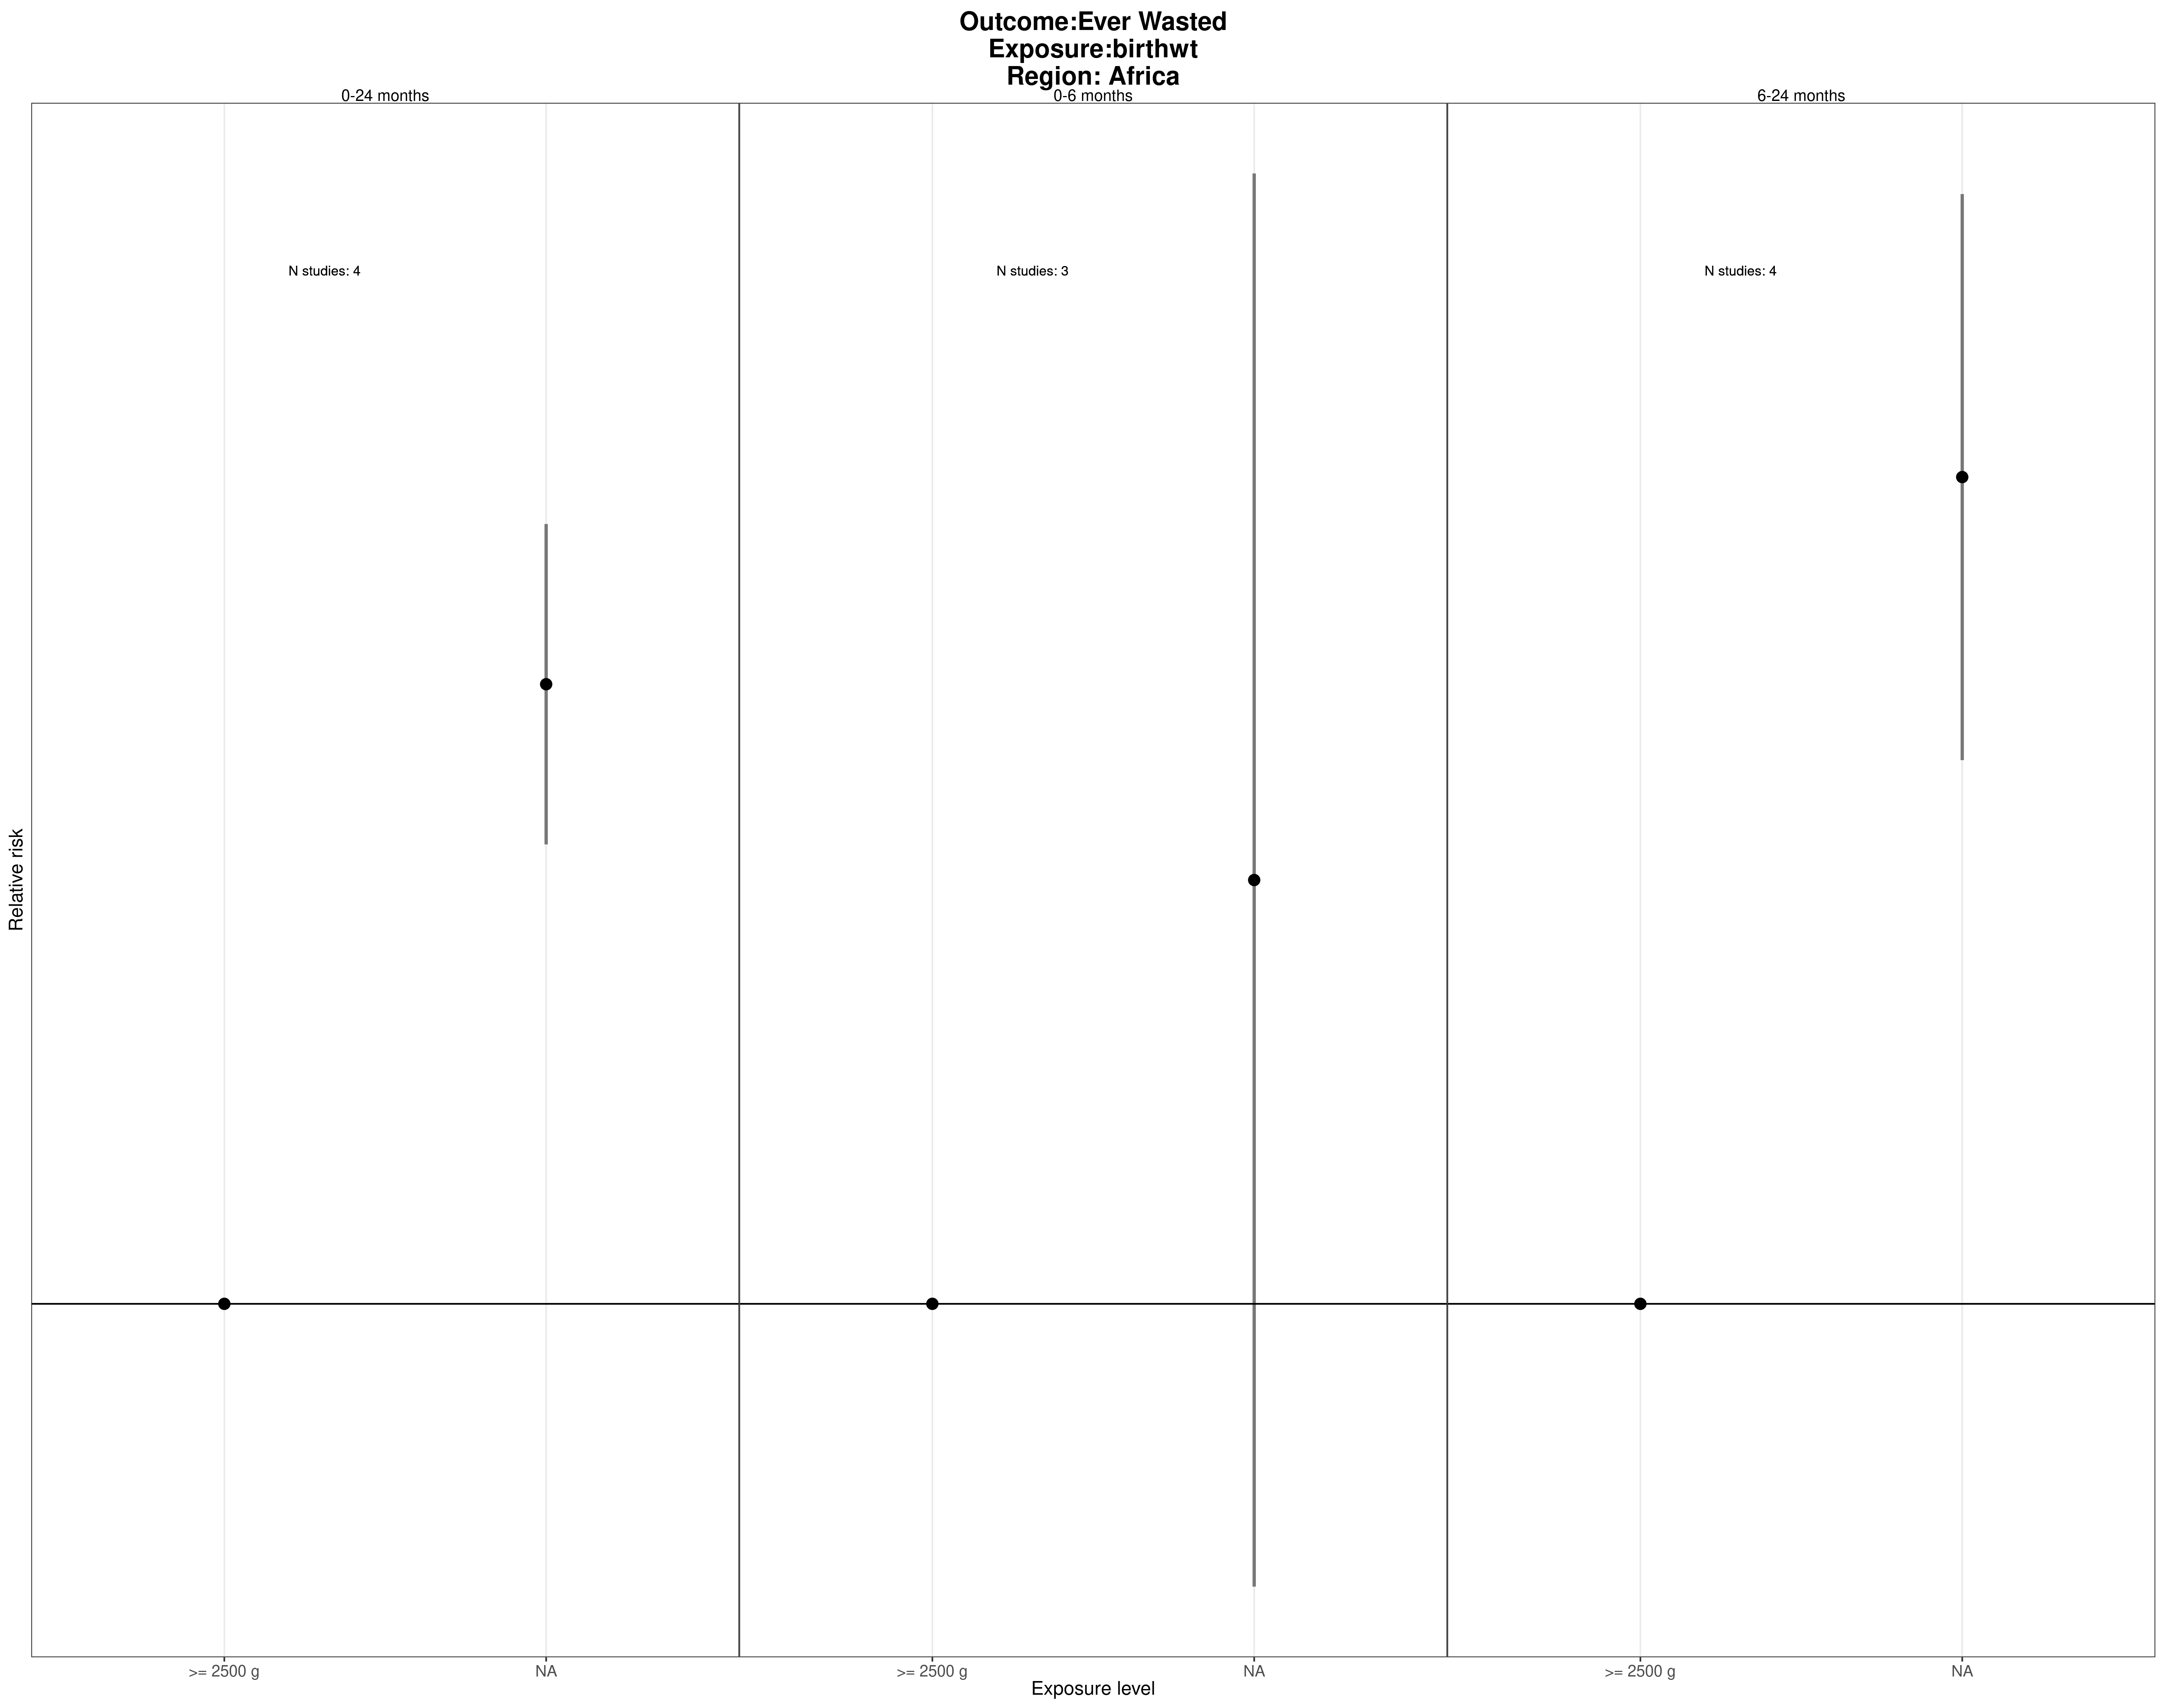 Outcome:Ever Wasted
Exposure:birthwt
Region: Africa
0-24 months
0-6 months
6-24 months
N studies: 4
N studies: 3
N studies: 4
Relative risk
>= 2500 g
NA
>= 2500 g
NA
>= 2500 g
NA
Exposure level